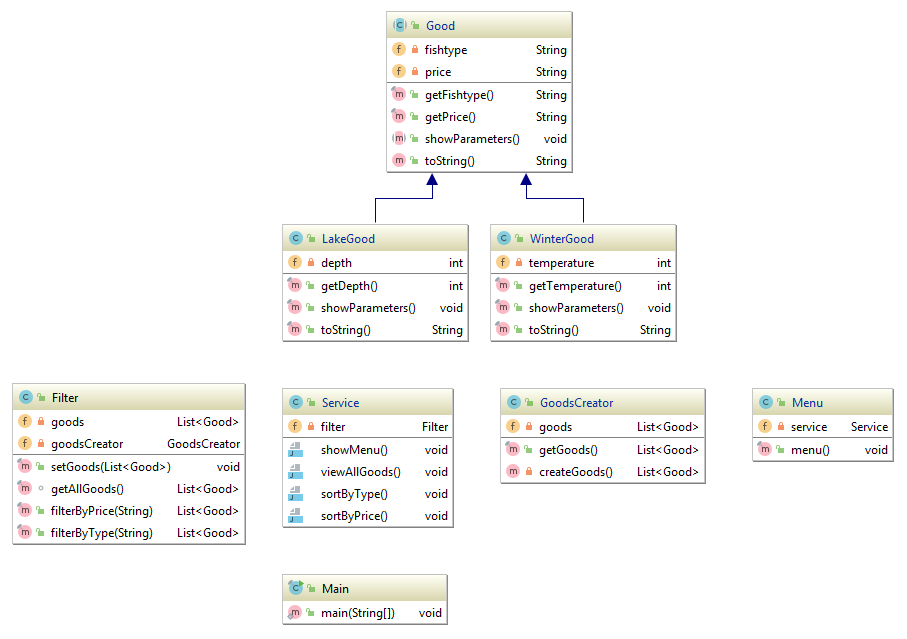 Good
fishtype String
price String
getFishtype() String
getPrice() String
showParameters() void
toString() String
LakeGood
depth int
getDepth() int
showParameters() void
toString() String
WinterGood
temperature int
getTemperature() int
showParameters() void
toString() String
Filter
goods List<Good>
goodsCreator GoodsCreator
setGoods(List<Good>) void
getAllGoods() List<Good>
filterByPrice(String) List<Good>
filterByType(String) List<Good>
Service
filter Filter
showMenu() void
viewAllGoods() void
sortByType() void
sortByPrice() void
GoodsCreator
goods List<Good>
getGoods() List<Good>
createGoods() List<Good>
Menu
service Service
menu() void
Main
main(String[]) void